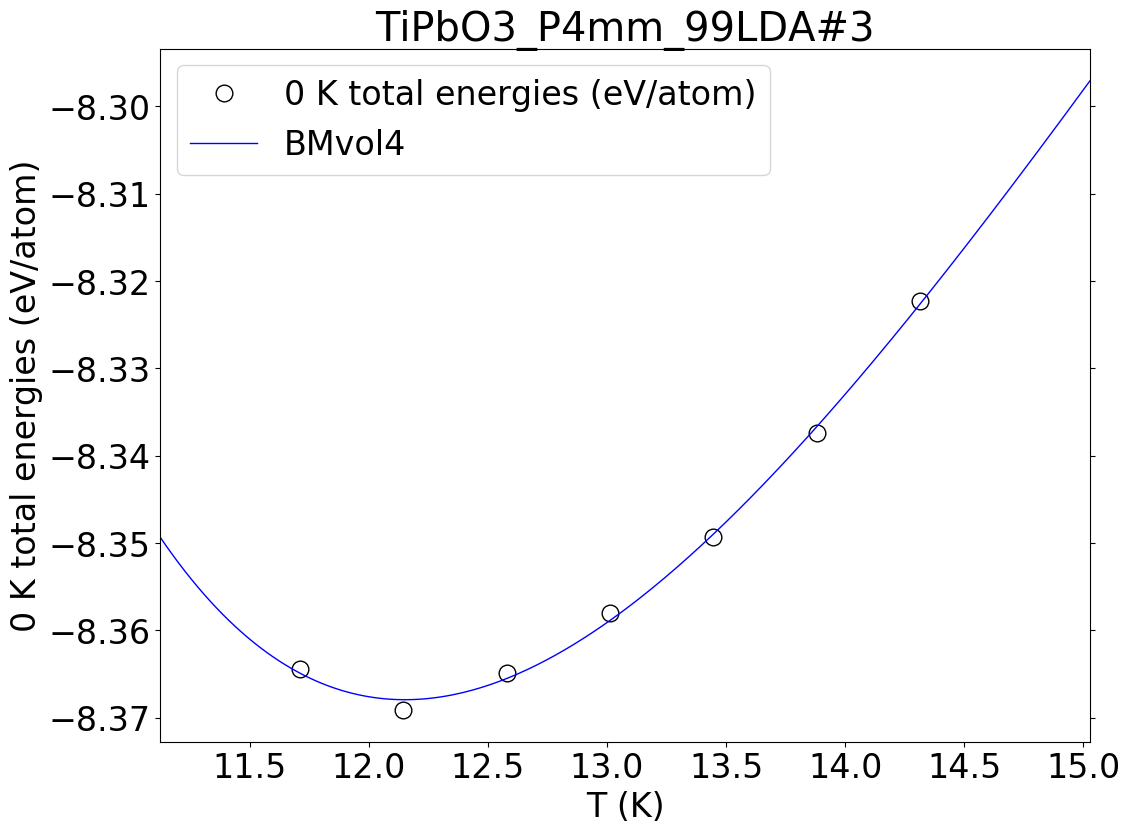 TiPbO3_P4mm_99LDA#3
0 K total energies (eV/atom)
BMvol4
0 K total energies (eV/atom)
−8.30
−8.31
−8.32
−8.33
−8.34
−8.35
−8.36
−8.37
11.5 12.0 12.5 13.0 13.5 14.0 14.5 15.0
T (K)